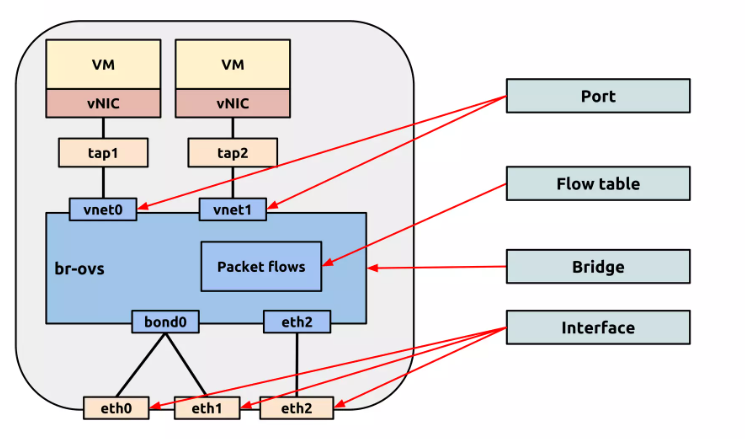 VM
VM
vNIC
vNIC
Port
tap1
tap2
Flow table
vnet0
vnet1
br-ovs
Packet flows
Bridge
bond0
eth2
Interface
eth0
eth1
eth2